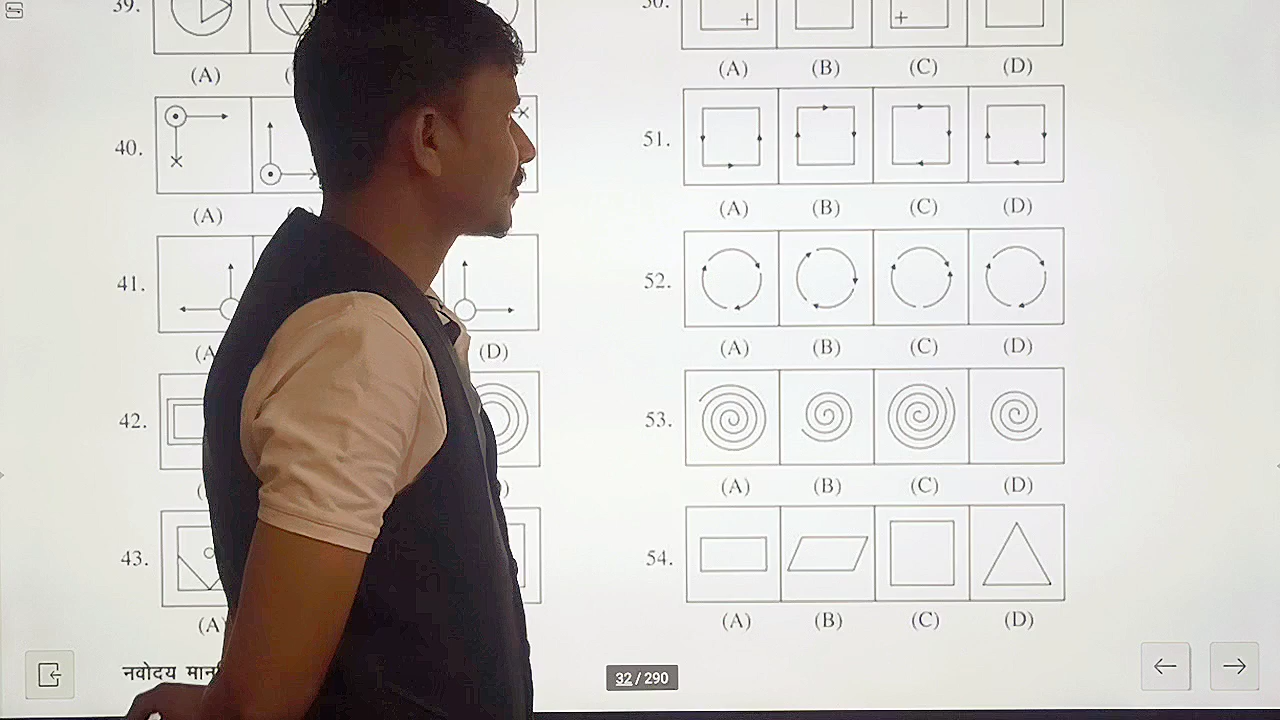 39.
(A)
40.
(A)
41.
(D)
42.
43.
(A)
50.
(A) (B) (C) (D)
51.
(A) (B) (C) (D)
52.
(A) (B) (C) (D)
53.
(A) (B) (C) (D)
54.
(A) (B) (C) (D)
नवोदय
32 / 290